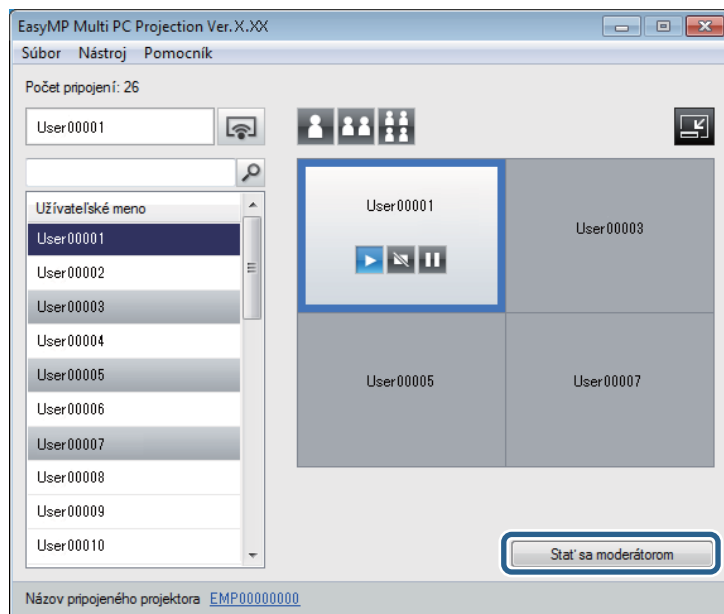 EasyMP Multi PC Projection Ver.X.XX
Súbor Nástroj Pomocník
Počet pripojení: 26
User00001
Užívateľské meno
User00001
User00002
User00003
User00004
User00005
User00006
User00007
User00008
User00009
User00010
User00001
User00003
User00005
User00007
Stať sa moderátorom
Názov pripojeného projektora EMP00000000